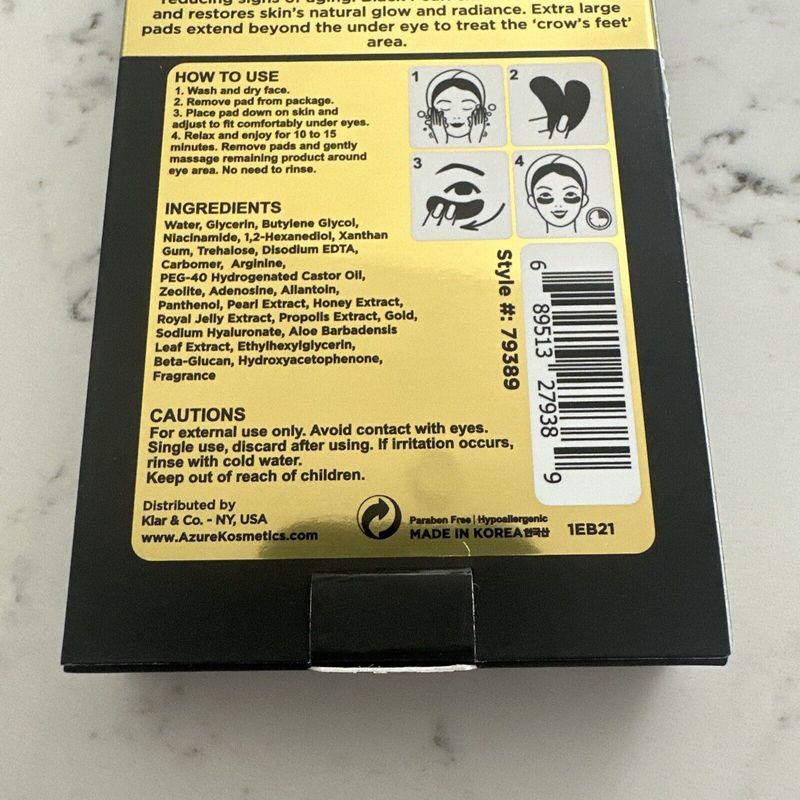 and restores skin's natural glow and radiance. Extra large
pads extend beyond the under eye to treat the 'crow's feet'
area.
HOW TO USE
1. Wash and dry face.
2. Remove pad from package.
3. Place pad down on skin and
adjust to fit comfortably under eyes.
4. Relax and enjoy for 10 to 15
minutes. Remove pads and gently
massage remaining product around
eye area. No need to rinse.
1
2
3
4
INGREDIENTS
Water, Glycerin, Butylene Glycol,
Niacinamide, 1,2-Hexanediol, Xanthan
Gum, Trehalose, Disodium EDTA,
Carbomer, Arginine,
PEG-40 Hydrogenated Castor Oil,
Zeolite, Adenosine, Allantoin,
Panthenol, Pearl Extract, Honey Extract,
Royal Jelly Extract, Propolis Extract, Gold,
Sodium Hyaluronate, Aloe Barbadensis
Leaf Extract, Ethylhexylglycerin,
Beta-Glucan, Hydroxyacetophenone,
Fragrance
Style #: 79389
6 89513 27938 9
CAUTIONS
For external use only. Avoid contact with eyes.
Single use, discard after using. If irritation occurs,
rinse with cold water.
Keep out of reach of children.
Distributed by
Klar & Co. - NY, USA
www.AzureKosmetics.com
Paraben Free | Hypoallergenic
MADE IN KOREA 한국산
1EB21